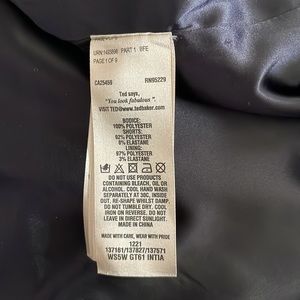 URN:1425898 PART 1 BFE
PAGE 1 OF 9
CA25459 RN95229
Ted says,
"You look fabulous"
VISIT TED@www.tedbaker.com
BODICE:
100% POLYESTER
SHORTS:
92% POLYESTER
8% ELASTANE
LINING:
97% POLYESTER
3% ELASTANE
DO NOT USE PRODUCTS
CONTAINING BLEACH, OIL OR
ALCOHOL. COOL HAND WASH
SEPARATELY AT 30C. INSIDE
OUT, RE-SHAPE WHILST DAMP.
DO NOT TUMBLE DRY. COOL
IRON ON REVERSE. DO NOT
LEAVE IN DIRECT SUNLIGHT.
MADE IN CHINA
MADE WITH CARE, WEAR WITH PRIDE
1221
137181/137827/137571
WS5W GT61 INTIA